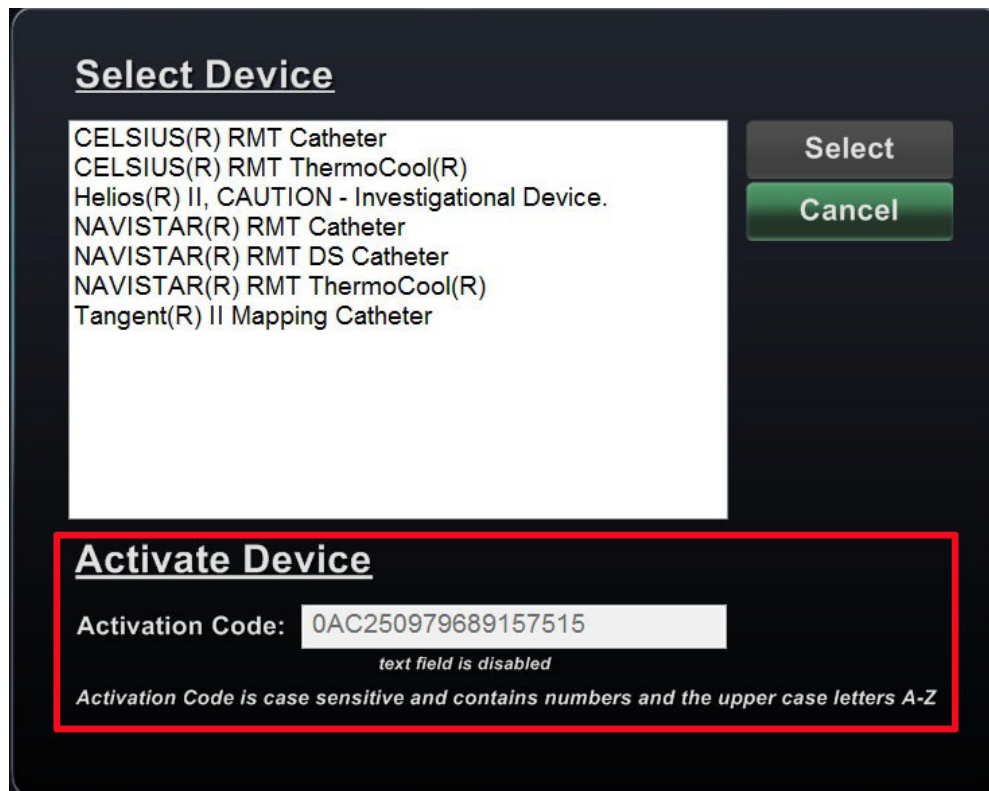 Select Device
CELSIUS(R) RMT Catheter
CELSIUS(R) RMT ThermoCool(R)
Helios(R) II, CAUTION - Investigational Device.
NAVISTAR(R) RMT Catheter
NAVISTAR(R) RMT DS Catheter
NAVISTAR(R) RMT ThermoCool(R)
Tangent(R) II Mapping Catheter
Select
Cancel
Activate Device
Activation Code: 0AC250979689157515
text field is disabled
Activation Code is case sensitive and contains numbers and the upper case letters A-Z